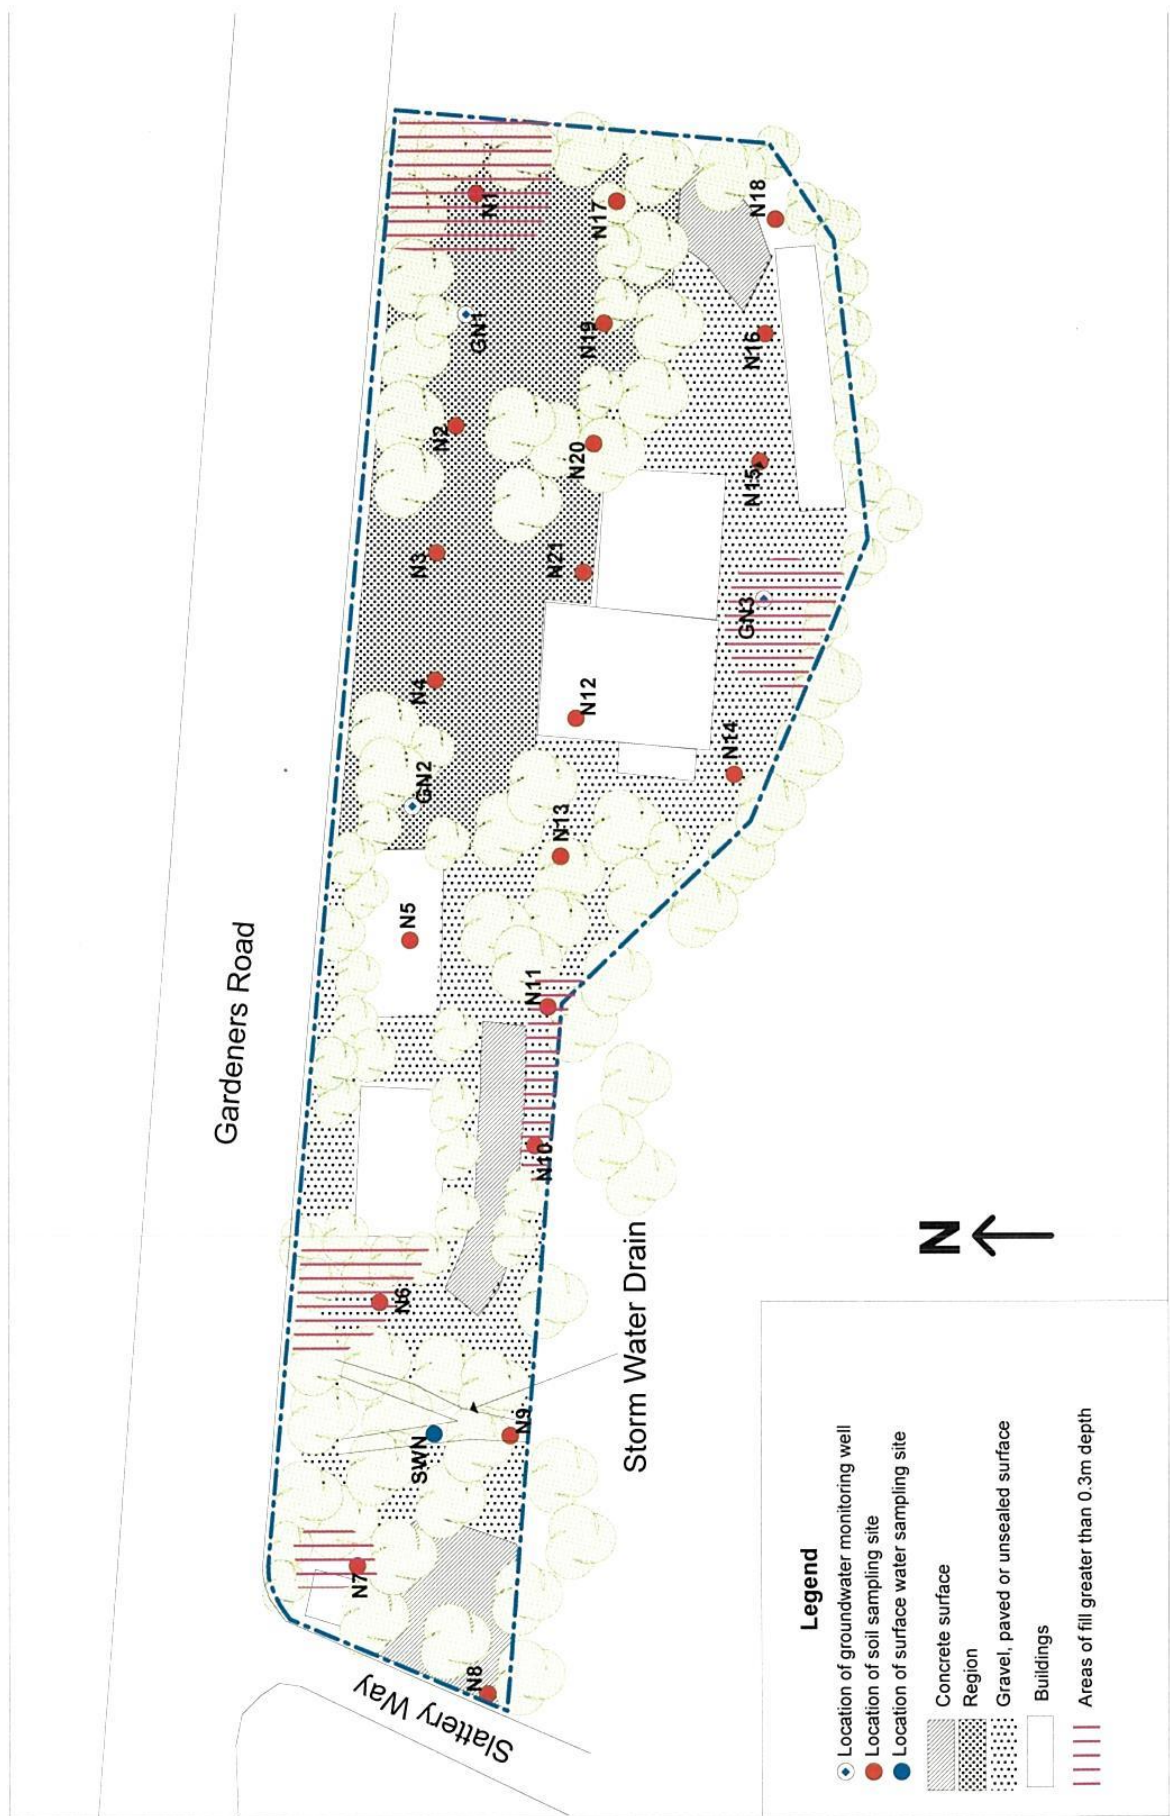 Gardeners Road
Slattery Way
Storm Water Drain
N8
N7
SWN
N9
N6
N10
N11
N5
N13
GN2
N14
N12
N4
GN3
N21
N3
N15
N20
N2
N16
N19
GN1
N18
N17
N1
N
Legend
Location of groundwater monitoring well
Location of soil sampling site
Location of surface water sampling site
Concrete surface
Region
Gravel, paved or unsealed surface
Buildings
Areas of fill greater than 0.3m depth